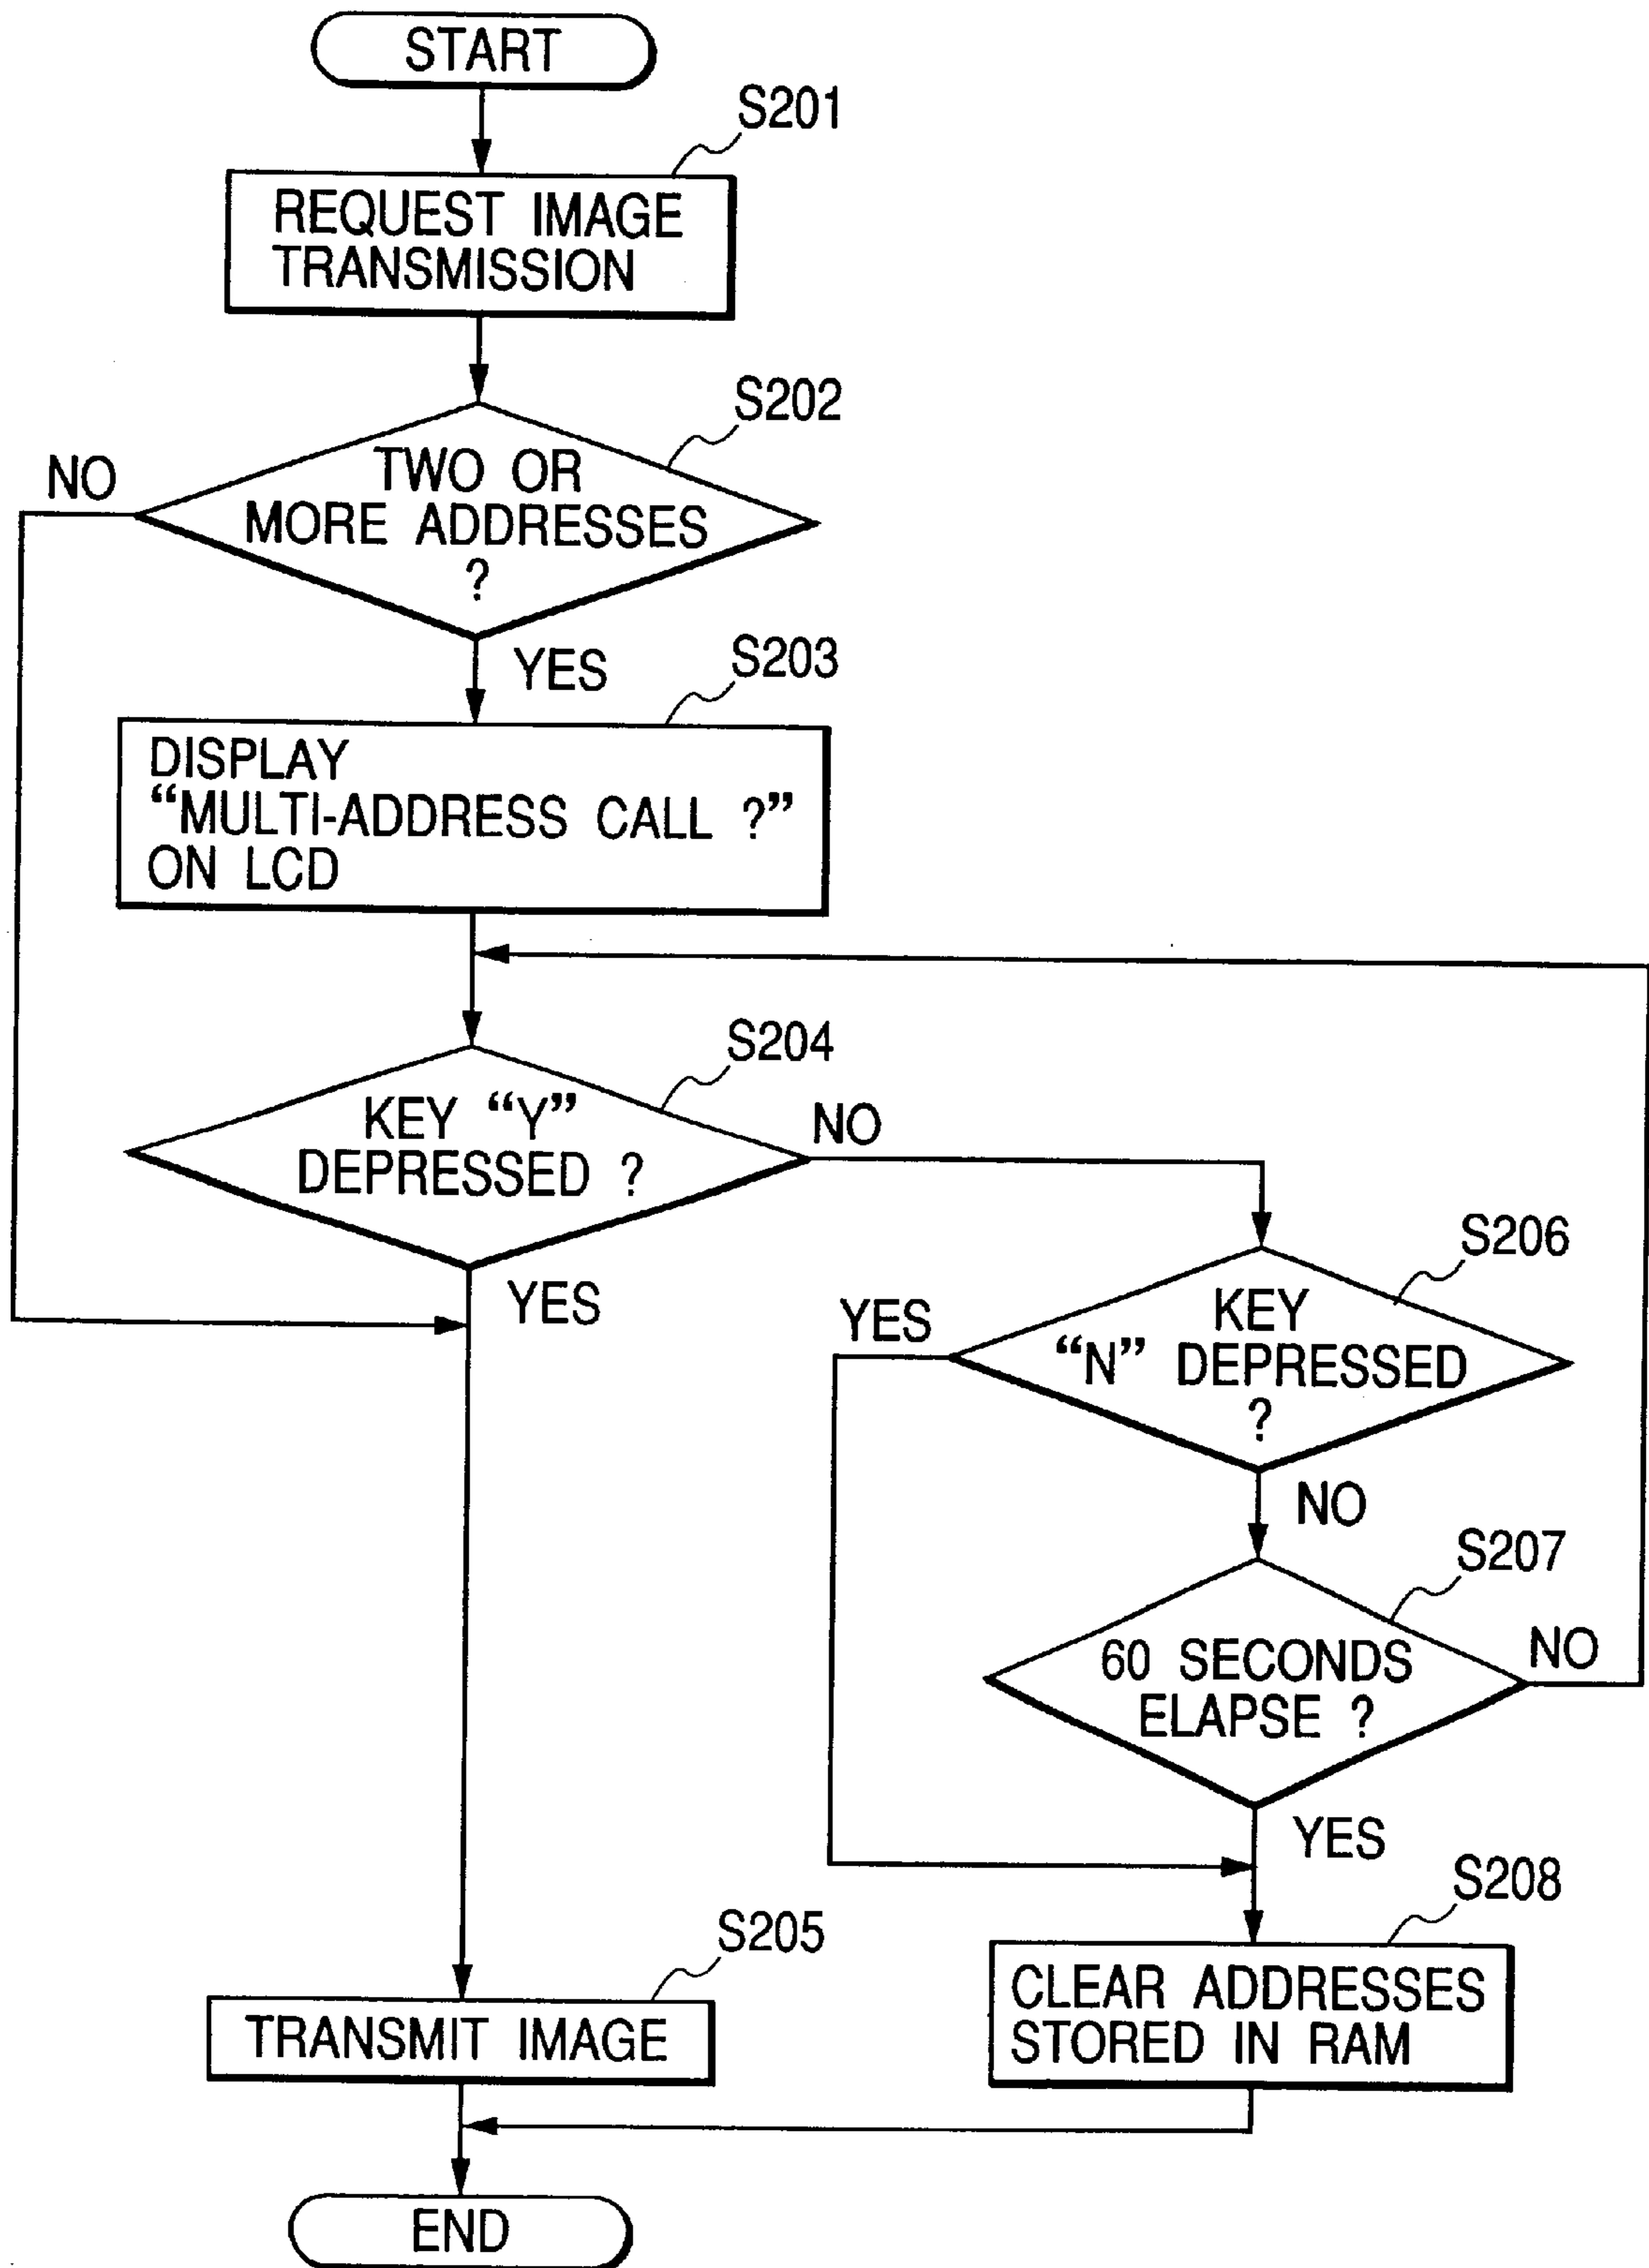 START
S201
REQUEST IMAGE
TRANSMISSION
S202
NO
TWO OR
MORE ADDRESSES
?
YES
S203
DISPLAY
“MULTI-ADDRESS CALL ?”
ON LCD
S204
KEY “Y”
DEPRESSED ?
NO
YES
S206
YES
KEY
“N” DEPRESSED
?
NO
S207
60 SECONDS
ELAPSE ?
NO
YES
S208
CLEAR ADDRESSES
STORED IN RAM
S205
TRANSMIT IMAGE
END